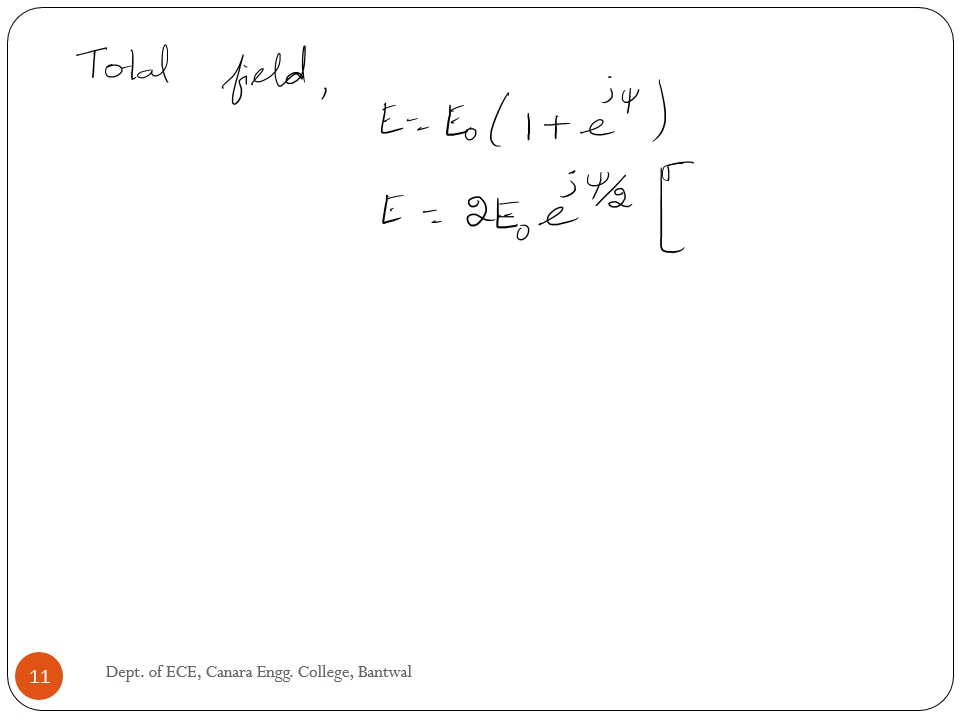 Total field,
E = E₀ ( 1 + e^{jψ} )
E = 2E₀ e^{jψ/2} [
11 Dept. of ECE, Canara Engg. College, Bantwal